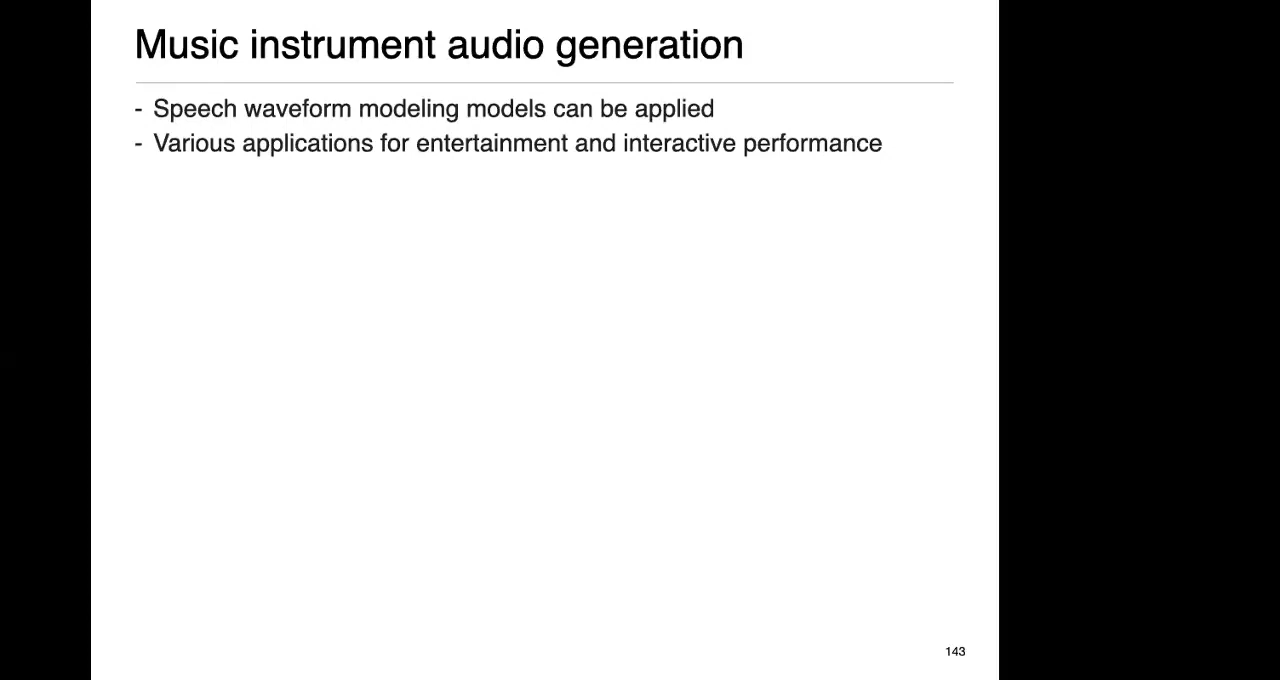 Music instrument audio generation
- Speech waveform modeling models can be applied
- Various applications for entertainment and interactive performance
143